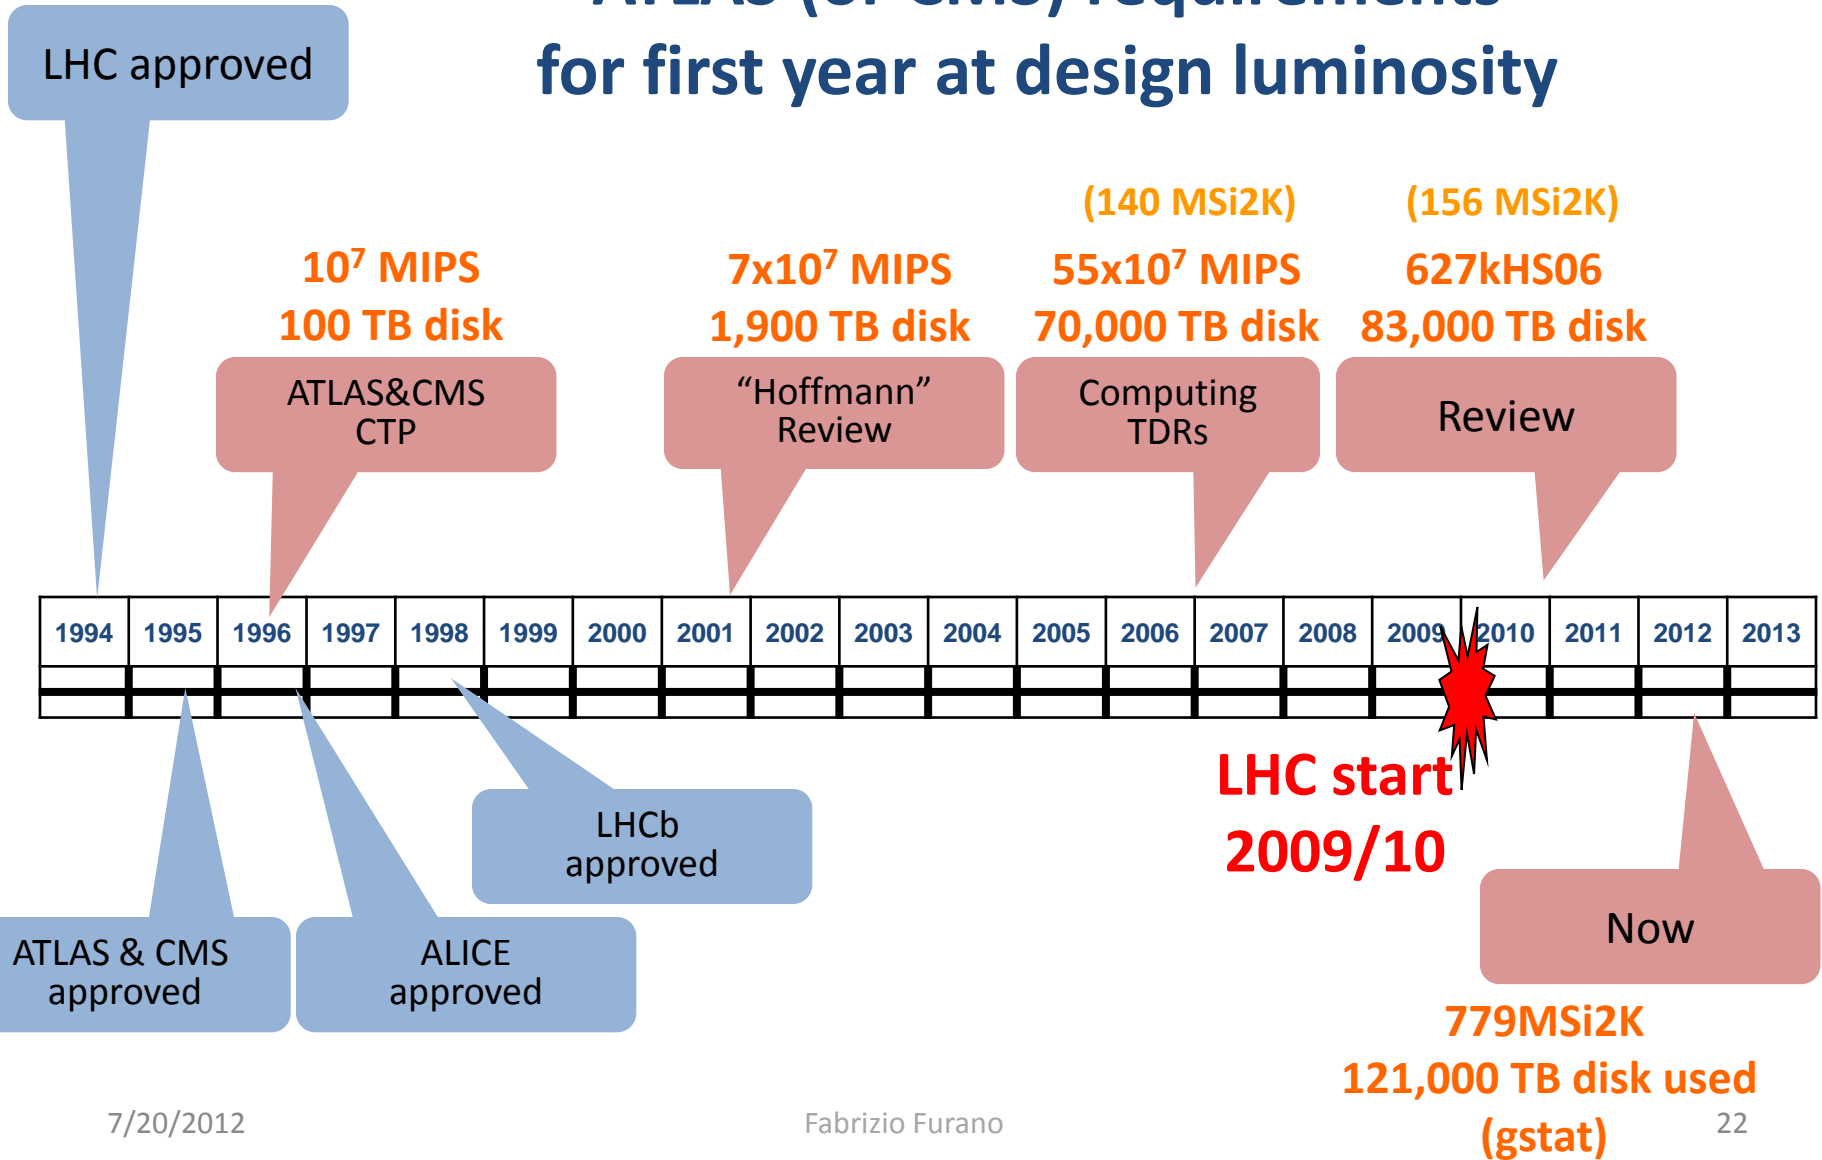 ATLAS (or CMS) requirements
for first year at design luminosity
LHC approved
(140 MSi2K)
(156 MSi2K)
10⁷ MIPS
100 TB disk
7x10⁷ MIPS
1,900 TB disk
55x10⁷ MIPS
70,000 TB disk
627kHS06
83,000 TB disk
ATLAS&CMS
CTP
“Hoffmann”
Review
Computing
TDRs
Review
1994 1995 1996 1997 1998 1999 2000 2001 2002 2003 2004 2005 2006 2007 2008 2009 2010 2011 2012 2013
LHC start
2009/10
LHCb
approved
ATLAS & CMS
approved
ALICE
approved
Now
779MSi2K
121,000 TB disk used
(gstat)
7/20/2012
Fabrizio Furano
22